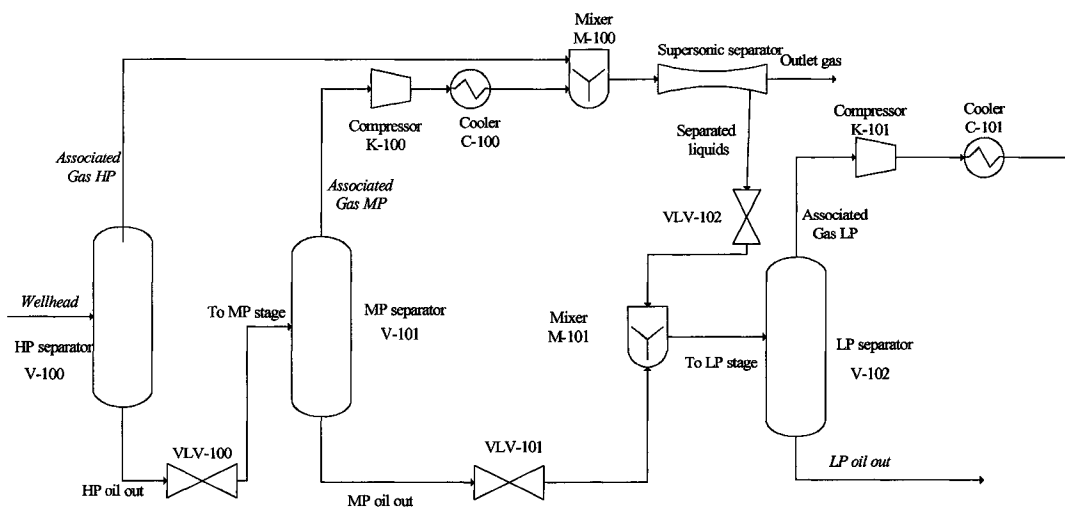 Mixer
M-100
Supersonic separator
Outlet gas
Compressor
K-100
Cooler
C-100
Separated
liquids
Compressor
K-101
Cooler
C-101
Associated
Gas HP
Associated
Gas MP
VLV-102
Associated
Gas LP
Wellhead
To MP stage
MP separator
V-101
HP separator
V-100
Mixer
M-101
To LP stage
LP separator
V-102
VLV-100
VLV-101
HP oil out
MP oil out
LP oil out